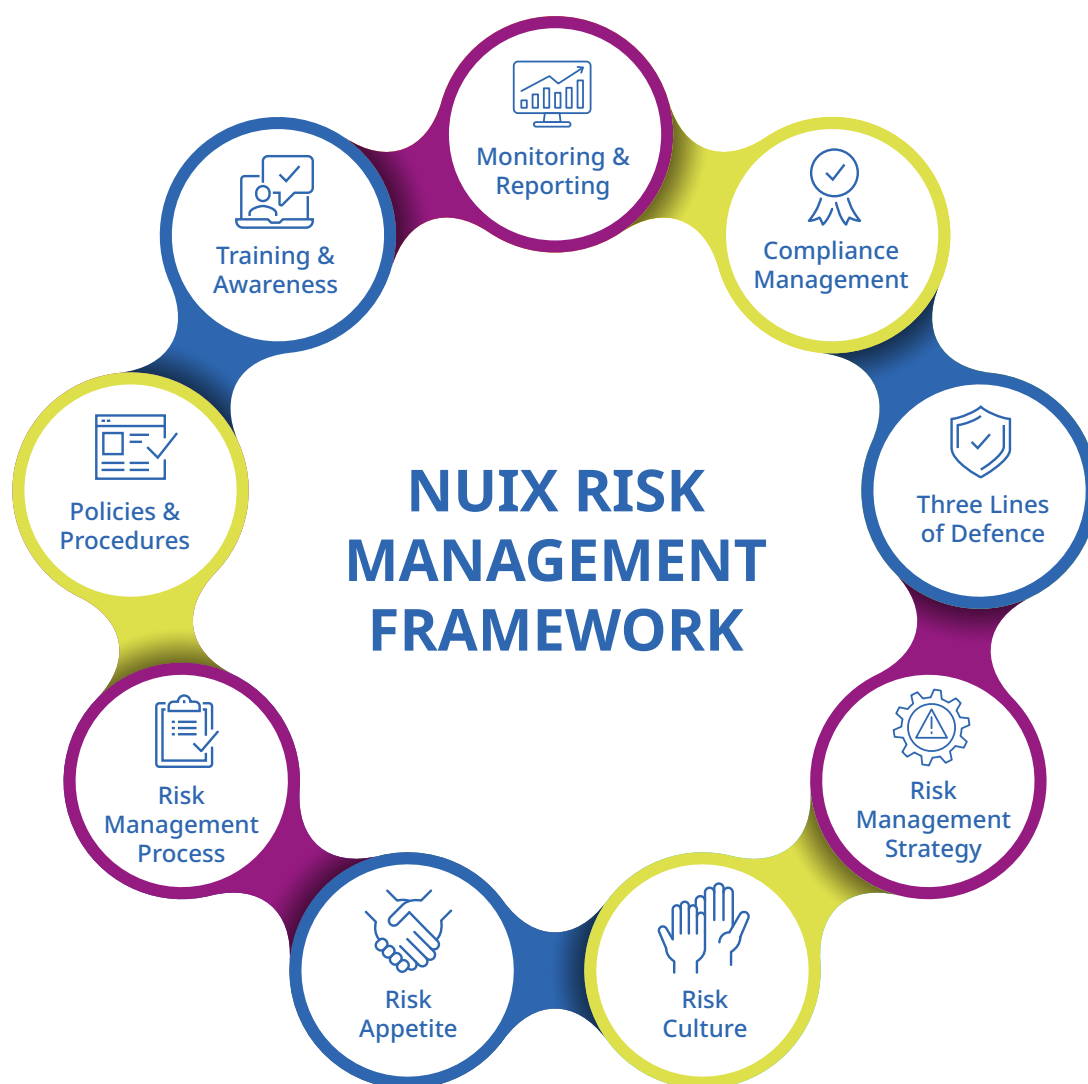 Monitoring &
Reporting
Compliance
Management
Three Lines
of Defence
Risk
Management
Strategy
Risk
Culture
Risk
Appetite
Risk
Management
Process
Policies &
Procedures
Training &
Awareness
NUIX RISK
MANAGEMENT
FRAMEWORK